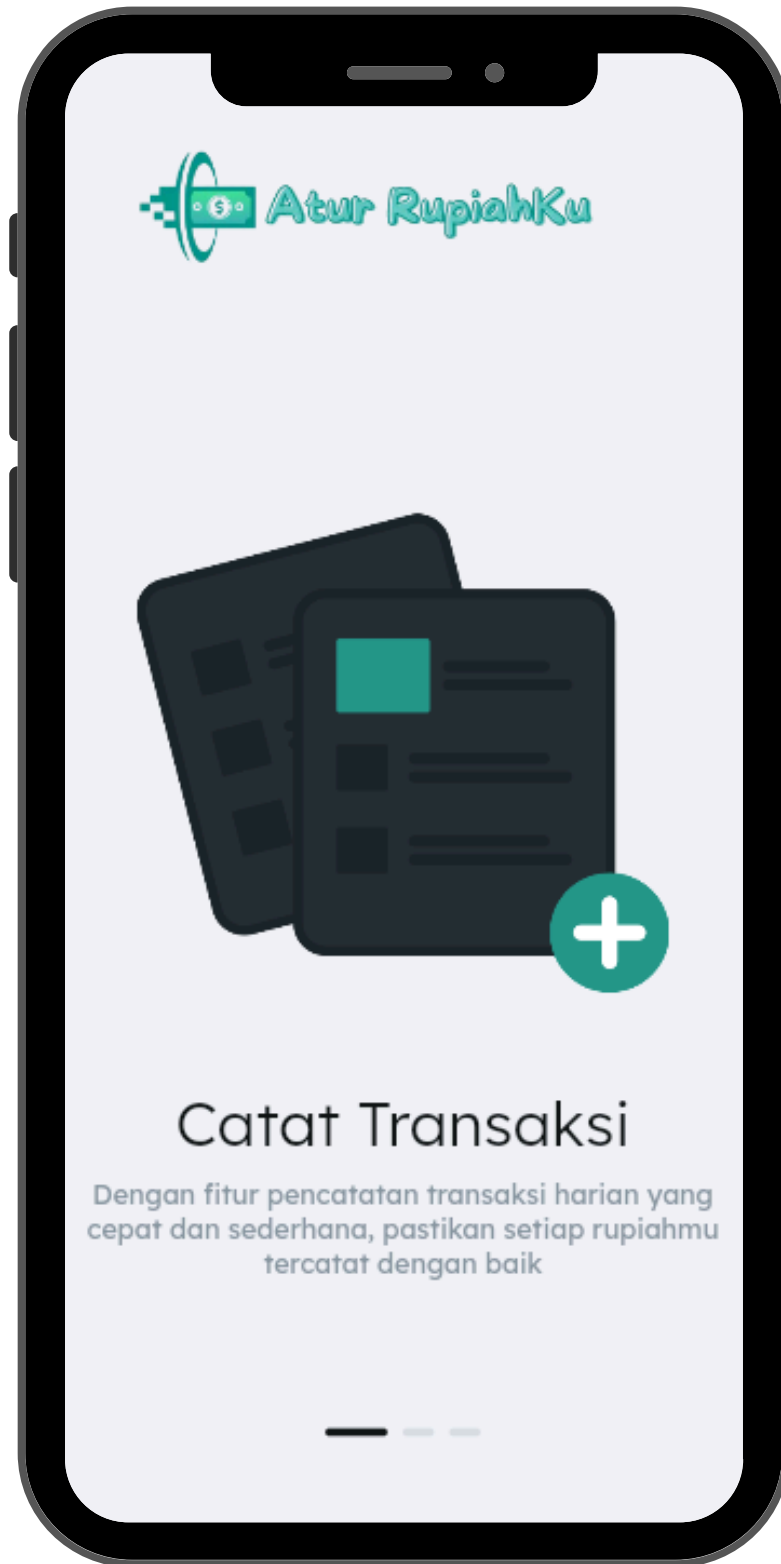 $
Atur RupiahKu
Catat Transaksi
Dengan fitur pencatatan transaksi harian yang
cepat dan sederhana, pastikan setiap rupiahmu
tercatat dengan baik